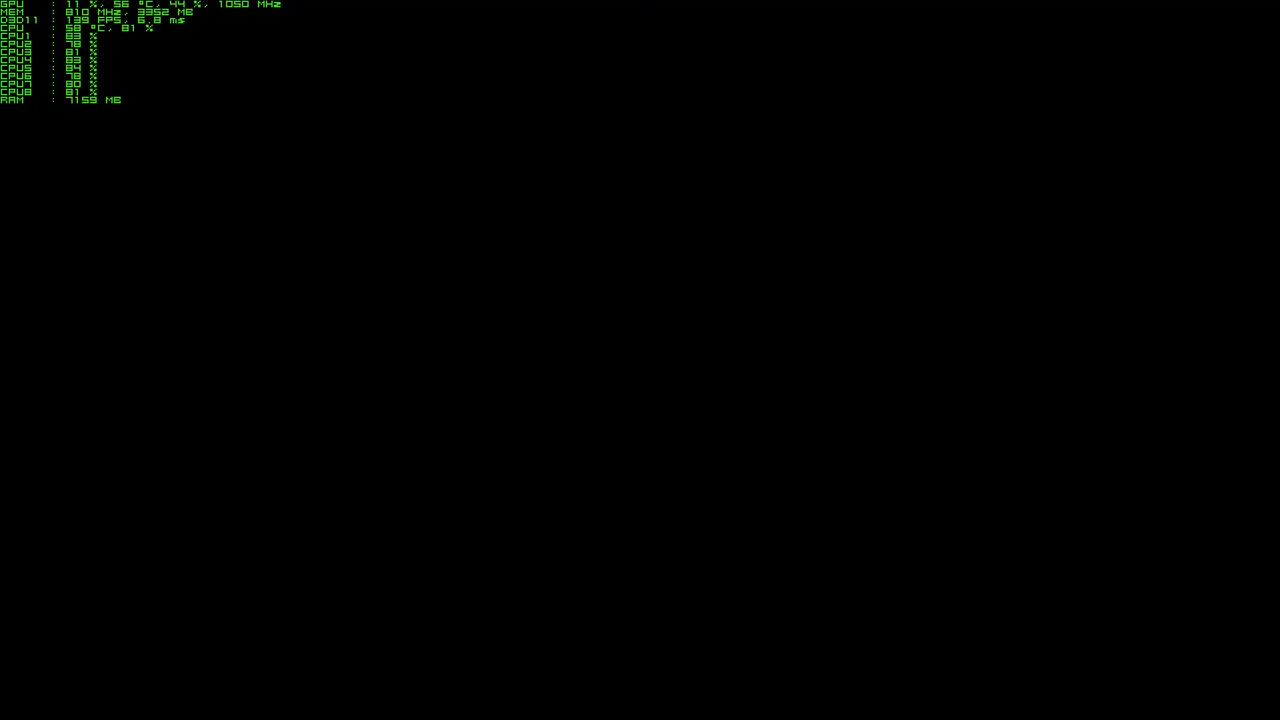 GPU : 11 %, 56 °C, 44 %, 1050 MHz
MEM : 810 MHz, 3352 MB
D3D11 : 139 FPS, 6.8 ms
CPU : 58 °C, 81 %
CPU1 : 83 %
CPU2 : 78 %
CPU3 : 81 %
CPU4 : 83 %
CPU5 : 84 %
CPU6 : 78 %
CPU7 : 80 %
CPU8 : 81 %
RAM : 7159 MB